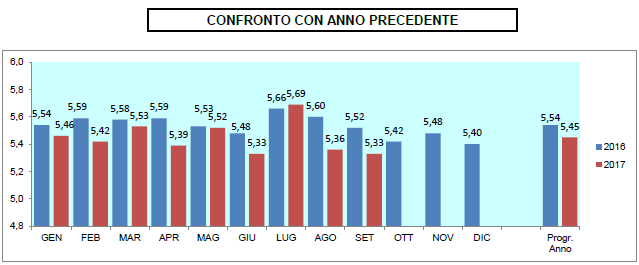 CONFRONTO CON ANNO PRECEDENTE
6,0
5,8
5,6
5,4
5,2
5,0
4,8
5,54 5,46 5,59 5,42 5,58 5,53 5,59 5,39 5,53 5,52 5,48 5,33 5,66 5,69 5,60 5,36 5,52 5,33 5,42 5,48 5,40 5,54 5,45
GEN FEB MAR APR MAG GIU LUG AGO SET OTT NOV DIC Progr.
Anno
2016
2017